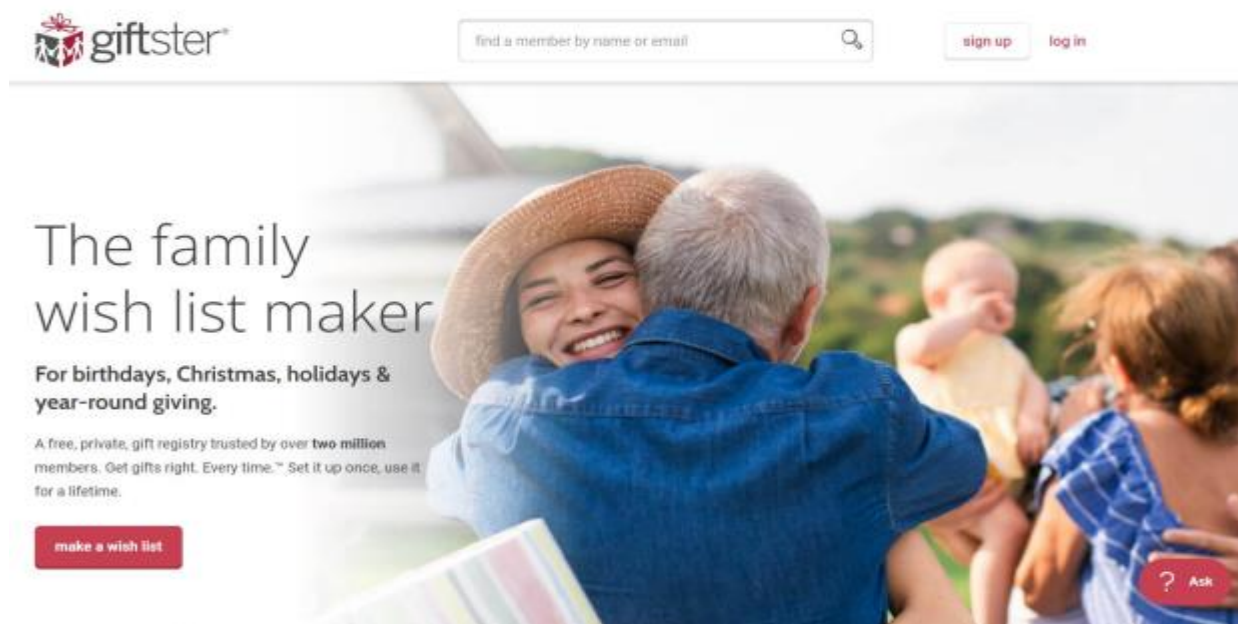 giftster®
find a member by name or email
sign up
log in
The family
wish list maker
For birthdays, Christmas, holidays &
year-round giving.
A free, private, gift registry trusted by over two million
members. Get gifts right. Every time.™ Set it up once, use it
for a lifetime.
make a wish list
? Ask